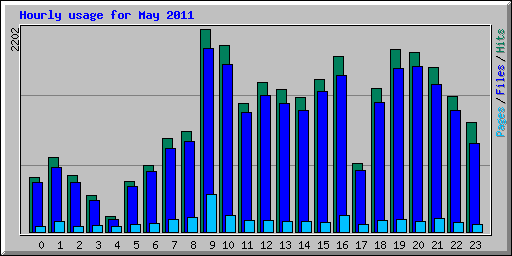 Hourly usage for May 2011
2202
Pages/Files/Hits
0 1 2 3 4 5 6 7 8 9 10 11 12 13 14 15 16 17 18 19 20 21 22 23